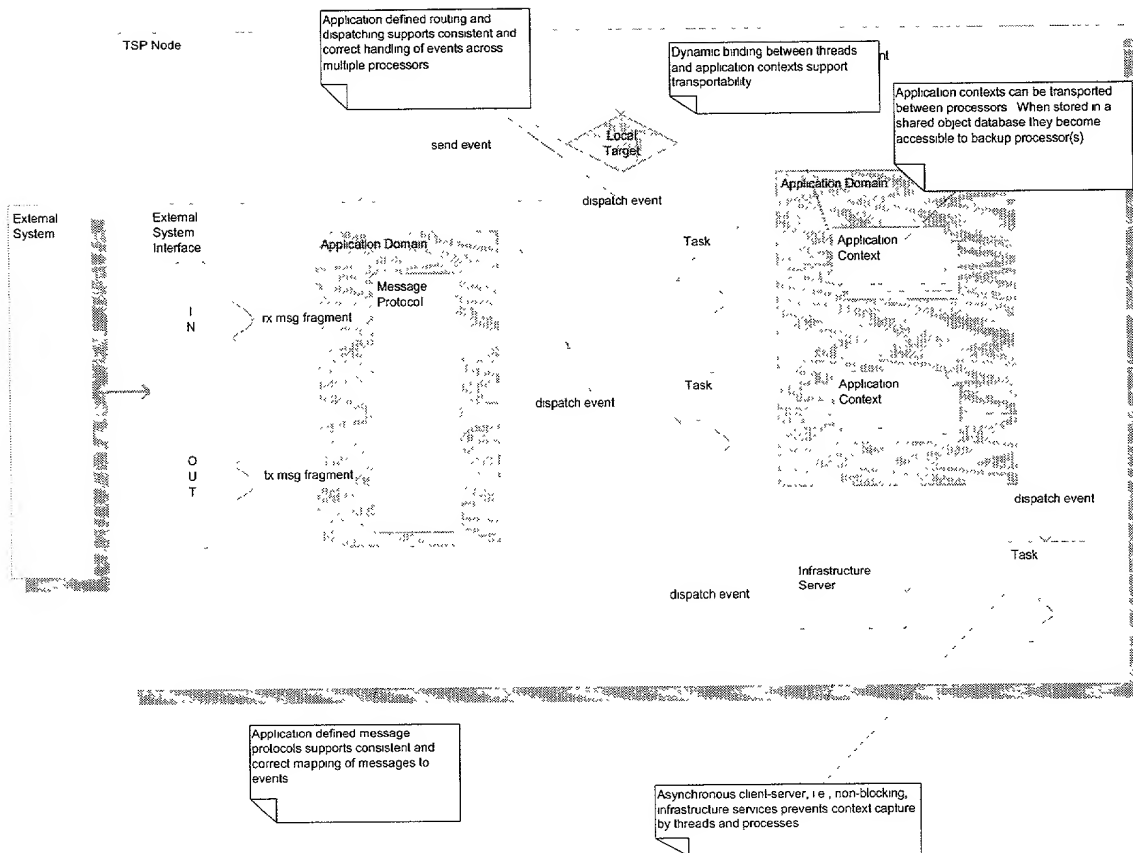 TSP Node
Application defined routing and
dispatching supports consistent and
correct handling of events across
multiple processors
Dynamic binding between threads
and application contexts support
transportability
nt
Application contexts can be transported
between processors When stored in a
shared object database they become
accessible to backup processor(s)
send event
Local
Target
dispatch event
External
System
External
System
Interface
Application Domain
Message
Protocol
I
N
rx msg fragment
O
U
T
tx msg fragment
Task
Application Domain
Application
Context
dispatch event
Task
Application
Context
dispatch event
Task
Infrastructure
Server
dispatch event
Application defined message
protocols supports consistent and
correct mapping of messages to
events
Asynchronous client-server, i e , non-blocking,
infrastructure services prevents context capture
by threads and processes